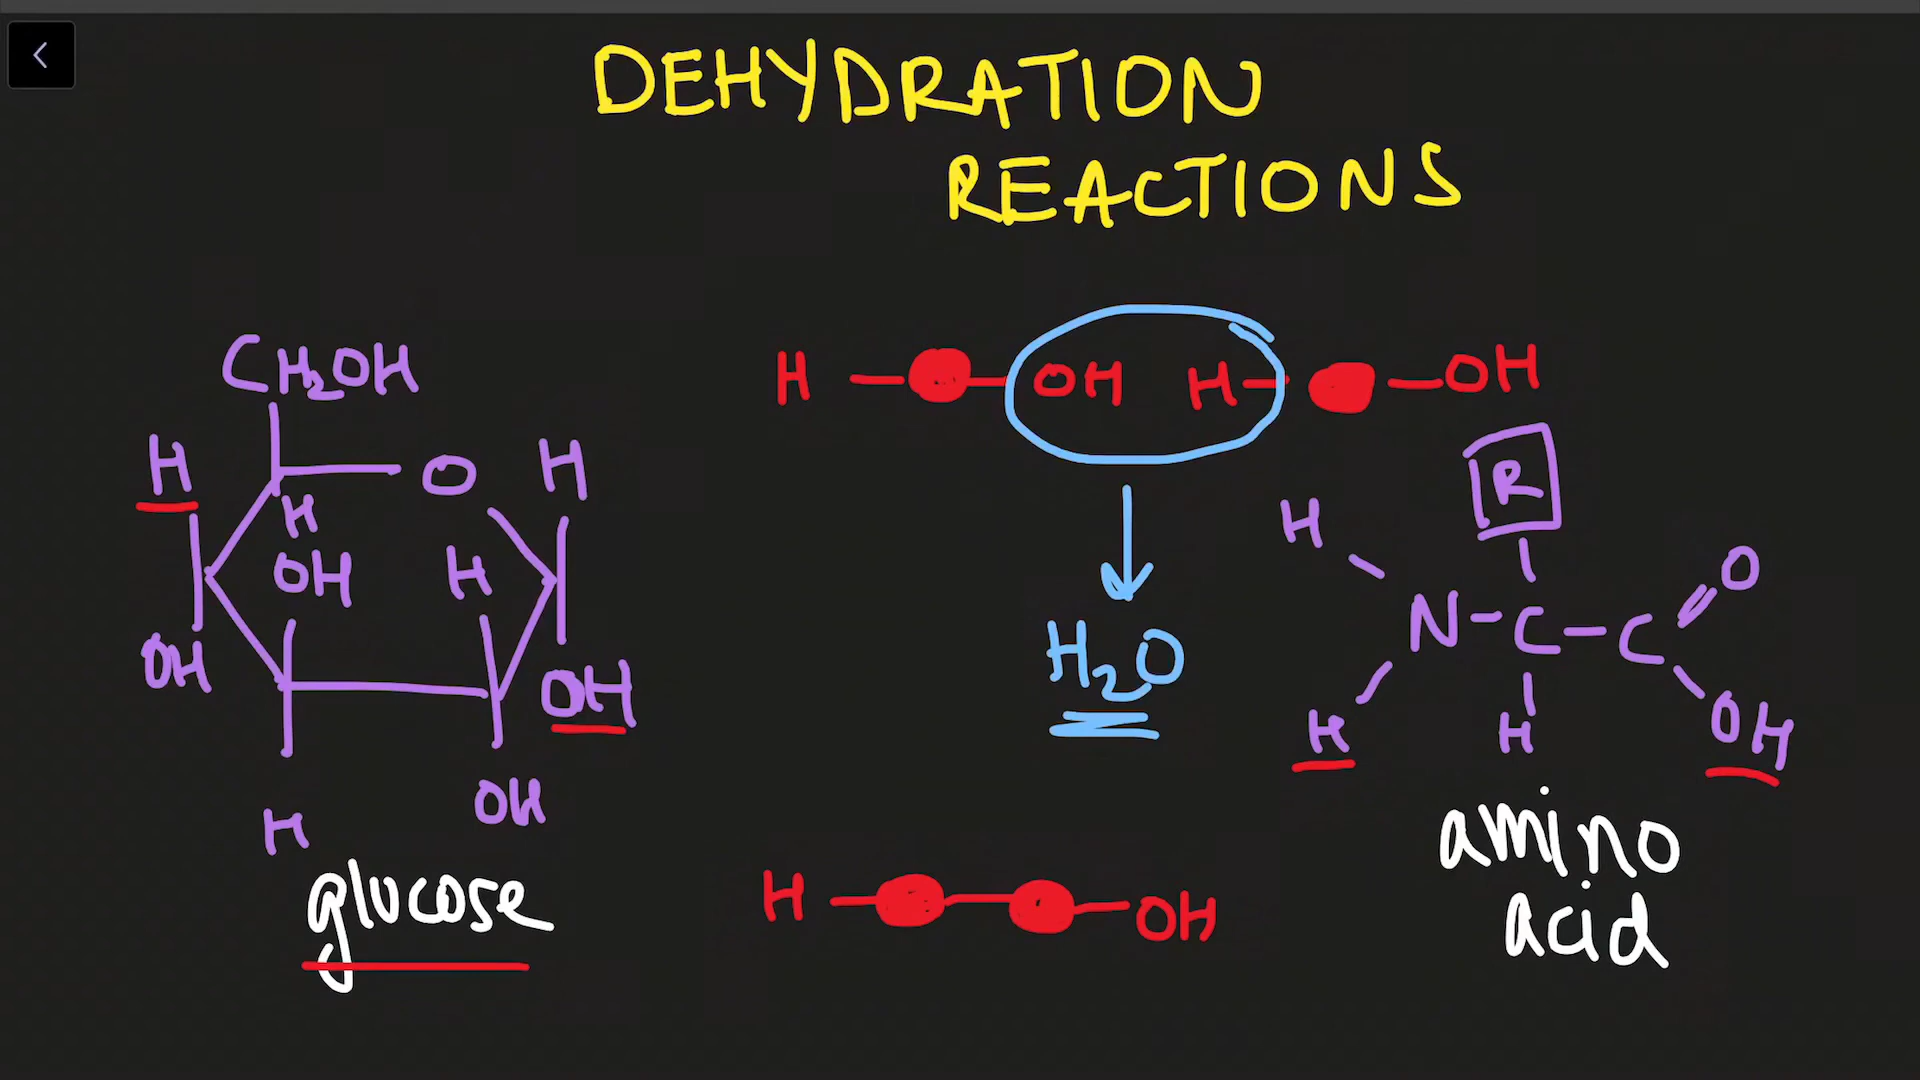 DEHYDRATION
REACTIONS
CH2OH
H
O
H
H
OH
H
OH
OH
H
OH
glucose
H
OH
H
OH
H2O
H
OH
R
H
O
N
C
C
H
H
OH
amino
acid